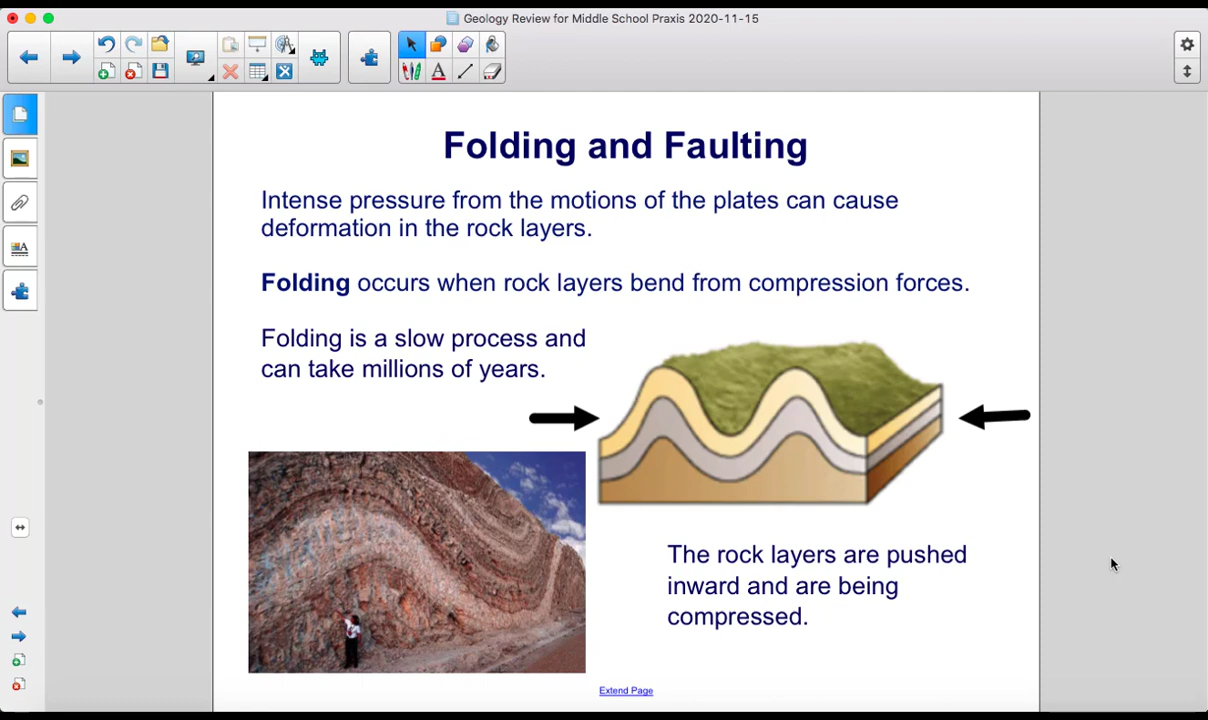 Geology Review for Middle School Praxis 2020-11-15
Folding and Faulting
Intense pressure from the motions of the plates can cause
deformation in the rock layers.
Folding occurs when rock layers bend from compression forces.
Folding is a slow process and
can take millions of years.
The rock layers are pushed
inward and are being
compressed.
Extend Page